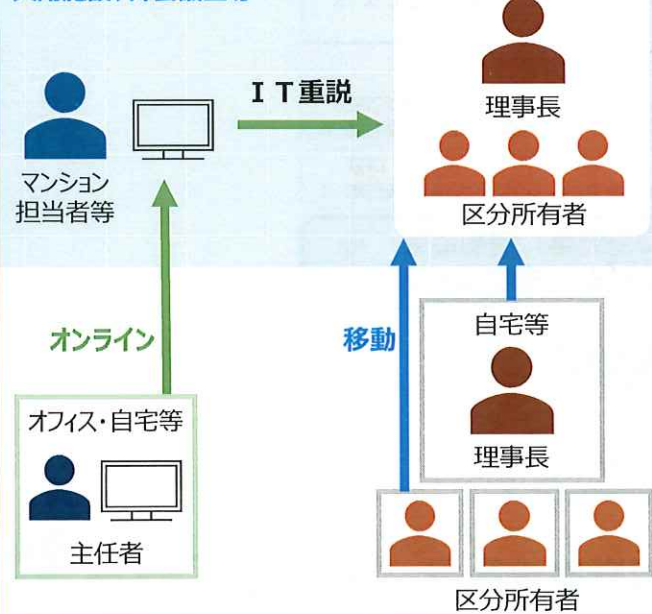 ＩＴ重説
理事長
マンション
担当者等
区分所有者
オンライン
移動
自宅等
オフィス・自宅等
理事長
主任者
区分所有者